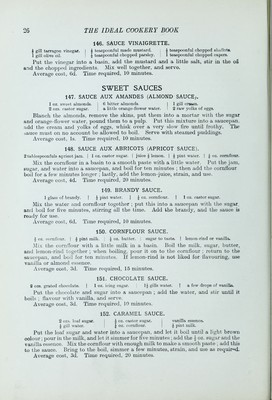 26 THE IDEAL COOKERY BOOK
146. SAUCE VINAIGRETTE.
½ gill tarragon vinegar. ½ teaspoonful made mustard. ½ teaspoonful chopped shallots.
1 gill olive oil. ½ teaspoonful chopped parsley. ½ teaspoonful chopped capers.
Put the vinegar into a basin, add the mustard and a little salt, stir in the oil
and the chopped ingredients. Mix well together, and serve.
Average cost, 6d. Time required, 10 minutes.
SWEET SAUCES
147. SAUCE AUX AMANDES (ALMOND SAUCE).
1 oz. sweet almonds. 6 bitter almonds. 1 gill cream.
2 oz. castor sugar. a little orange-flower water. 2 raw yolks of eggs.
Blanch the almonds, remove the skins, put them into a mortar with the sugar
and orange-flower water, pound them to a pulp. Put this mixture into a saucepan,
add the cream and yolks of eggs, whisk over a very slow fire until frothy. The
sauce must on no account be allowed to boil. Serve with steamed puddings.
Average cost, 1s. Time required, 10 minutes.
148. SAUCE AUX ABRICOTS (APRICOT SAUCE).
2 tablespoonfuls apricot jam. 1 oz. castor sugar. juice ½ lemon. ½ pint water. ½ oz. cornflour.
Mix the cornflour in a basin to a smooth paste with a little water. Put the jam,
sugar, and water into a saucepan, and boil for ten minutes; then add the cornflour
boil for a few minutes longer; lastly, add the lemon-juice, strain, and use.
Average cost, 4d. Time required, 20 minutes.
149. BRANDY SAUCE.
1 glass of brandy. ½ pint water. ½ oz. cornflour. 1 oz. castor sugar.
Mix the water and cornflour together; put this into a saucepan with the sugar,
and boil for five minutes, stirring all the time. Add the brandy, and the sauce is
ready for use.
Average cost, 6d. Time required, 10 minutes.
150. CORNFLOUR SAUCE.
½ oz. cornflour. ½ pint milk. ½ oz. butter. sugar to taste. lemon-rind or vanilla.
Mix the cornflour with a little milk in a basin. Boil the milk, sugar, butter,
and lemon-rind together; when boiling, pour it on to the cornflour; return to the
saucepan, and boil for ten minutes. If lemon-rind is not liked for flavouring, use
vanilla or almond essence.
Average cost, 3d. Time required, 15 minutes.
151. CHOCOLATE SAUCE.
2 ozs. grated chocolate. 1 oz. icing sugar. 1½ gills water. a few drops of vanilla.
Put the chocolate and sugar into a saucepan; add the water, and stir until it
boils; flavour with vanilla, and serve.
Average cost, 3d. Time required, 10 minutes.
152. CARAMEL SAUCE.
2 ozs. loaf sugar. oz. castor sugar. vanilla essence.
gill water. oz. cornflour. pint milk.
Put the loaf sugar and water into a saucepan, and let it boil until a light brown
colour; pour in the milk, and let it simmer for five minutes; add the ½ oz. sugar and the
vanilla essence. Mix the cornflour with enough milk to make a smooth paste; add this
to the sauce. Bring to the boil, simmer a few minutes, strain, and use as required.
Average cost, 3d. Time required, 20 minutes